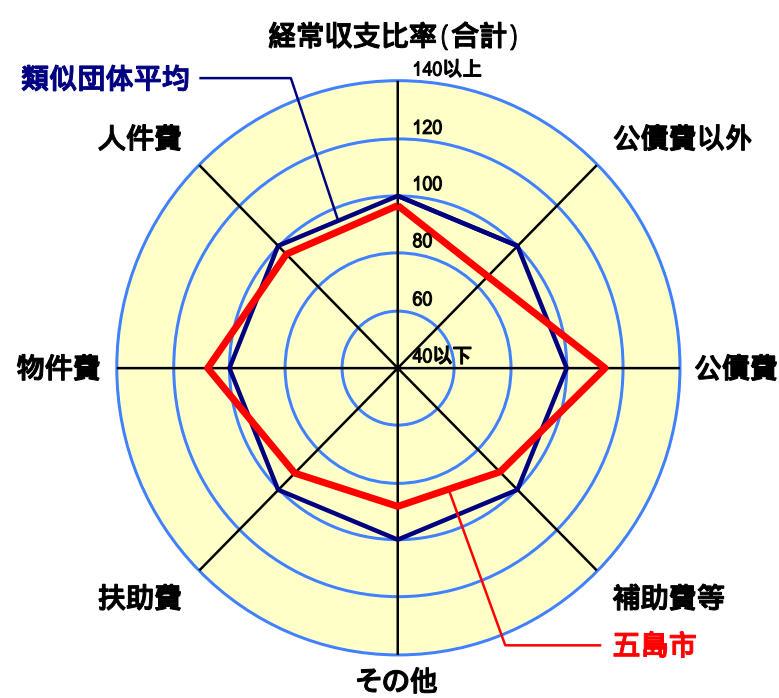 経常収支比率(合計)
140以上
類似団体平均
120
人件費
公債費以外
100
80
60
40以下
物件費
公債費
扶助費
補助費等
五島市
その他